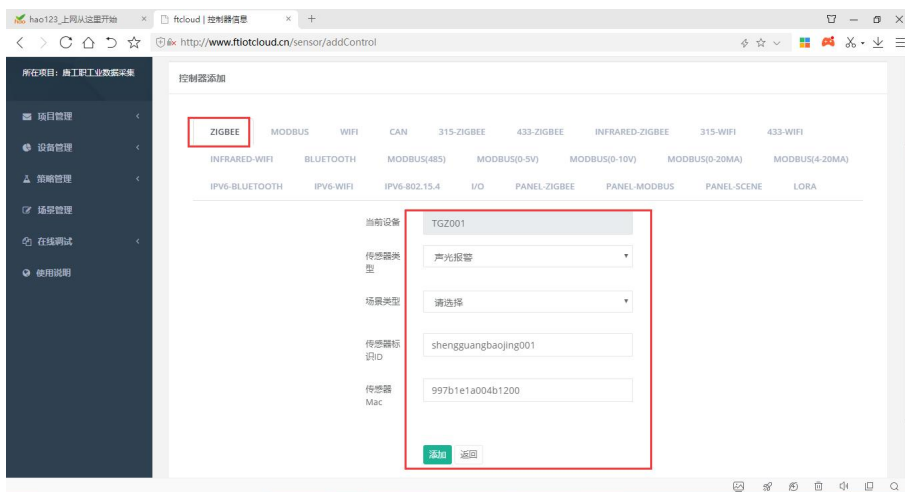 hao123_上网从这里开始 × ftcloud | 控制器信息 × +
http://www.ftiotcloud.cn/sensor/addControl
所在项目：唐工职工业数据采集
控制器添加
项目管理
设备管理
策略管理
场景管理
在线调试
使用说明
ZIGBEE MODBUS WIFI CAN 315-ZIGBEE 433-ZIGBEE INFRARED-ZIGBEE 315-WIFI 433-WIFI
INFRARED-WIFI BLUETOOTH MODBUS(485) MODBUS(0-5V) MODBUS(0-10V) MODBUS(0-20MA) MODBUS(4-20MA)
IPV6-BLUETOOTH IPV6-WIFI IPV6-802.15.4 I/O PANEL-ZIGBEE PANEL-MODBUS PANEL-SCENE LORA
当前设备 TGZ001
传感器类
型
声光报警
场景类型 请选择
传感器标
识ID
shengguangbaojing001
传感器
Mac
997b1e1a004b1200
添加 返回